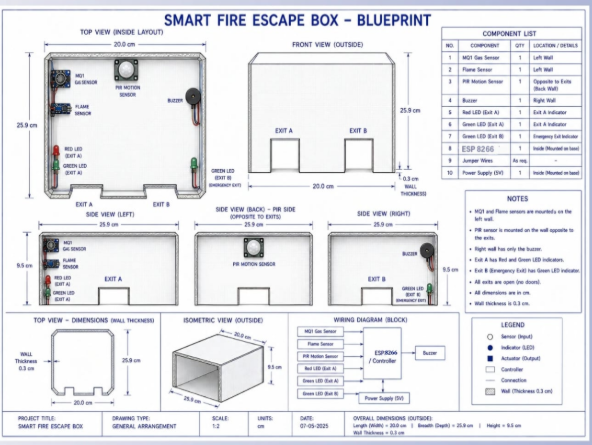 SMART FIRE ESCAPE BOX – BLUEPRINT
TOP VIEW (INSIDE LAYOUT)
20.0 cm
25.9 cm
MQ1
GAS SENSOR
FLAME
SENSOR
PIR MOTION
SENSOR
BUZZER
RED LED
(EXIT A)
GREEN LED
(EXIT A)
GREEN LED
(EXIT B)
(EMERGENCY EXIT)
EXIT A
EXIT B
FRONT VIEW (OUTSIDE)
EXIT A
EXIT B
25.9 cm
0.3 cm
WALL
THICKNESS)
20.0 cm
COMPONENT LIST
NO. COMPONENT QTY LOCATION / DETAILS
1 MQ1 Gas Sensor 1 Left Wall
2 Flame Sensor 1 Left Wall
3 PIR Motion Sensor 1 Opposite to Exits
(Back Wall)
4 Buzzer 1 Right Wall
5 Red LED (Exit A) 1 Exit A Indicator
6 Green LED (Exit A) 1 Exit A Indicator
7 Green LED (Exit B) 1 Emergency Exit Indicator
8 ESP 8266 1 Inside (Mounted on base)
9 Jumper Wires As req. –
10 Power Supply (5V) 1 Inside (Mounted on base)
NOTES
• MQ1 and Flame sensors are mounted on the
left wall.
• PIR sensor is mounted on the wall opposite to
the exits.
• Right wall has only the buzzer.
• Exit A has Red and Green LED indicators.
• Exit B (Emergency Exit) has Green LED indicator.
• All exits are open (no doors).
• All dimensions are in cm.
• Wall thickness is 0.3 cm.
SIDE VIEW (LEFT)
25.9 cm
9.5 cm
MQ1
GAS SENSOR
FLAME
SENSOR
RED LED
(EXIT A)
GREEN LED
(EXIT A)
EXIT A
SIDE VIEW (BACK) – PIR SIDE
(OPPOSITE TO EXITS)
25.9 cm
PIR MOTION SENSOR
SIDE VIEW (RIGHT)
25.9 cm
BUZZER
9.5 cm
EXIT A
GREEN LED
(EXIT B)
(EMERGENCY EXIT)
TOP VIEW – DIMENSIONS (WALL THICKNESS)
WALL
Thickness
0.3 cm
25.9 cm
20.0 cm
ISOMETRIC VIEW (OUTSIDE)
20.0 cm
9.5 cm
25.9 cm
WIRING DIAGRAM (BLOCK)
MQ1 Gas Sensor
Flame Sensor
PIR Motion Sensor
Red LED (Exit A)
Green LED (Exit A)
Green LED (Exit B)
ESP8266
/ Controller
Buzzer
Power Supply (5V)
LEGEND
Sensor (Input)
Indicator (LED)
Actuator (Output)
Controller
Connection
Wall (Thickness 0.3 cm)
PROJECT TITLE:
SMART FIRE ESCAPE BOX
DRAWING TYPE:
GENERAL ARRANGEMENT
SCALE:
1:2
UNITS:
cm
DATE:
07-05-2025
OVERALL DIMENSIONS (OUTSIDE):
Length (Width) = 20.0 cm | Breadth (Depth) = 25.9 cm | Height = 9.5 cm
Wall Thickness = 0.3 cm